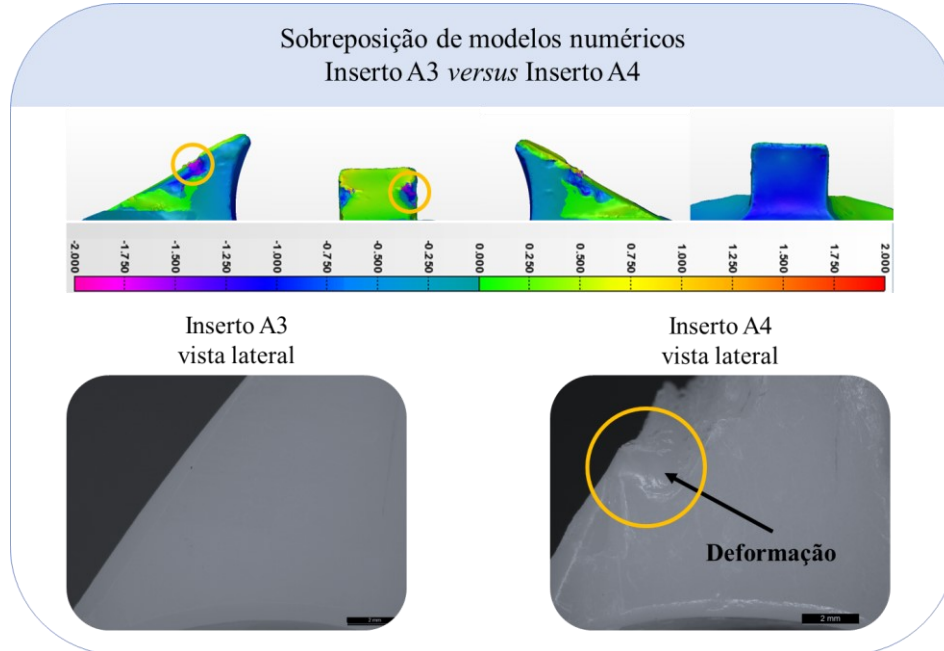 Sobreposição de modelos numéricos
Inserto A3 versus Inserto A4
-2.000 -1.750 -1.500 -1.250 -1.000 -0.750 -0.500 -0.250 0.000 0.250 0.500 0.750 1.000 1.250 1.500 1.750 2.000
Inserto A3
vista lateral
Inserto A4
vista lateral
Deformação
2 mm
2 mm